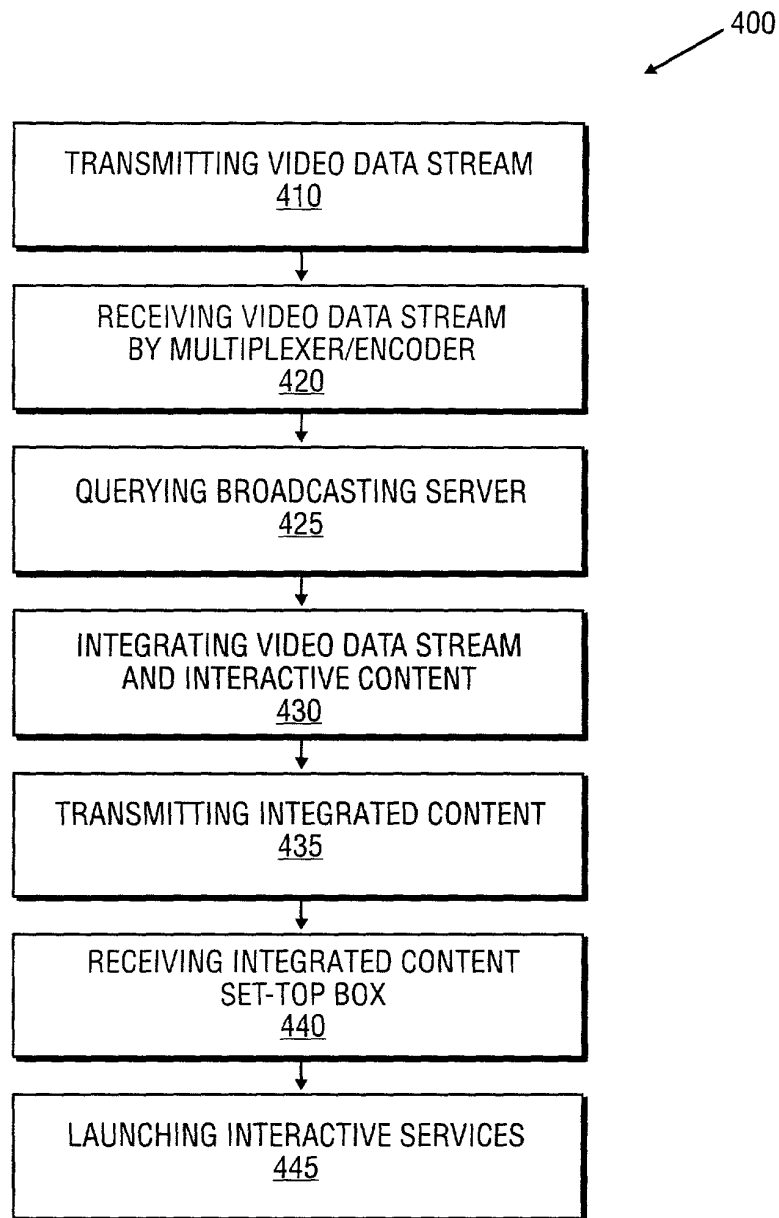 400
TRANSMITTING VIDEO DATA STREAM
410
RECEIVING VIDEO DATA STREAM
BY MULTIPLEXER/ENCODER
420
QUERYING BROADCASTING SERVER
425
INTEGRATING VIDEO DATA STREAM
AND INTERACTIVE CONTENT
430
TRANSMITTING INTEGRATED CONTENT
435
RECEIVING INTEGRATED CONTENT
SET-TOP BOX
440
LAUNCHING INTERACTIVE SERVICES
445